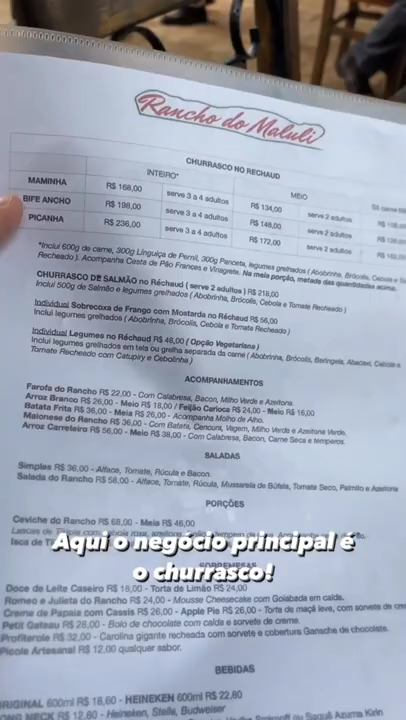 Rancho do Maluli
CHURRASCO NO RECHAUD
INTEIRO*
MEIO
MAMINHA R$ 168,00 serve 3 a 4 adultos R$ 134,00 serve 2 adultos
BIFE ANCHO R$ 198,00 serve 3 a 4 adultos R$ 148,00 serve 2 adultos
PICANHA R$ 236,00 serve 3 a 4 adultos R$ 172,00 serve 2 adultos
*Inclui 600g de carne, 300g Linguiça de Pernil, 300g Panceta, legumes grelhados ( Abobrinha, Brócolis, Cebola e
Recheado ). Acompanha Cesta de Pão Frances e Vinagrete. Na meia porção, metade das quantidades acima.
CHURRASCO DE SALMÃO no Réchaud ( serve 2 adultos ) R$ 218,00
Inclui 500g de Salmão e legumes grelhados ( Abobrinha, Brócolis, Cebola e Tomate Recheado )
Individual Sobrecoxa de Frango com Mostarda no Réchaud R$ 56,00
Inclui legumes grelhados ( Abobrinha, Brócolis, Cebola e Tomate Recheado )
Individual Legumes no Réchaud R$ 48,00 ( Opção Vegetariana )
Inclui legumes grelhados em tela ou grelha separada da carne ( Abobrinha, Brócolis, Beringela, Abacaxi, Cebola e
Tomate Recheado com Catupiry e Cebolinha )
ACOMPANHAMENTOS
Farofa do Rancho R$ 22,00 - Com Calabresa, Bacon, Milho Verde e Azeitona.
Arroz Branco R$ 26,00 - Meio R$ 18,00 / Feijão Carioca R$ 24,00 - Meio R$ 16,00
Batata Frita R$ 36,00 - Meia R$ 26,00 - Acompanha Molho de Alho.
Maionese do Rancho R$ 36,00 - Com Batata, Cenoura, Vagem, Milho Verde e Azeitona Verde.
Arroz Carreteiro R$ 56,00 - Meio R$ 38,00 - Com Calabresa, Bacon, Carne Seca e temperos.
SALADAS
Simples R$ 36,00 - Alface, Tomate, Rúcula e Bacon.
Salada do Rancho R$ 58,00 - Alface, Tomate, Rúcula, Mussarela de Búfala, Tomate Seco, Palmito e Azeitona
PORÇÕES
Ceviche do Rancho R$ 68,00 - Meia R$ 46,00
Aqui o negócio principal é
o churrasco!
SOBREMESAS
Doce de Leite Caseiro R$ 18,00 - Torta de Limão R$ 24,00
Romeo e Julieta do Rancho R$ 24,00 - Mousse Cheesecake com Goiabada em calda.
Creme de Papaia com Cassis R$ 26,00 - Apple Pie R$ 26,00 - Torta de maçã leve, com sorvete de
Petit Gateau R$ 28,00 - Bolo de chocolate com calda e sorvete de creme.
Profiterole R$ 32,00 - Carolina gigante recheada com sorvete e cobertura Ganache de chocolate.
Picole Artesanal R$ 12,00 qualquer sabor.
BEBIDAS
ORIGINAL 600ml R$ 18,60 - HEINEKEN 600ml R$ 22,80
NECK R$ 12,60 - Heineken, Stella, Budweiser